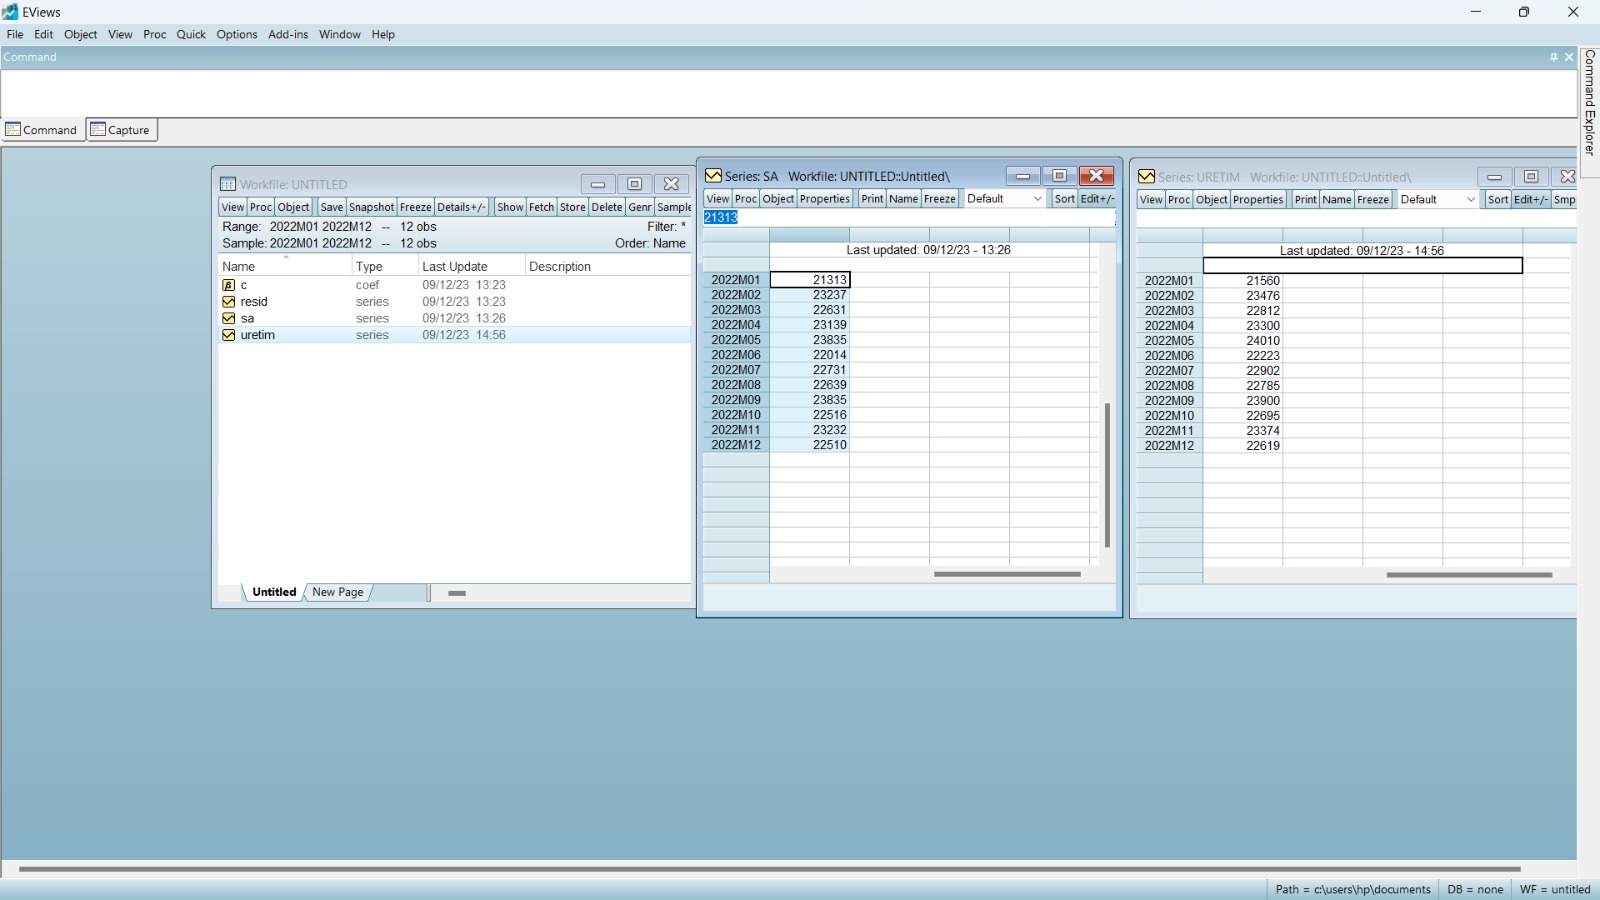 EViews
File Edit Object View Proc Quick Options Add-ins Window Help
Command
Command Capture
Command Explorer
Workfile: UNTITLED
View Proc Object Save Snapshot Freeze Details+/- Show Fetch Store Delete Genr Sample
Range: 2022M01 2022M12 -- 12 obs Filter: *
Sample: 2022M01 2022M12 -- 12 obs Order: Name
Name Type Last Update Description
β c coef 09/12/23 13:23
resid series 09/12/23 13:23
sa series 09/12/23 13:26
uretim series 09/12/23 14:56
Untitled New Page
Series: SA Workfile: UNTITLED::Untitled\
View Proc Object Properties Print Name Freeze Default Sort Edit+/-
21313
Last updated: 09/12/23 - 13:26
2022M01 21313
2022M02 23237
2022M03 22631
2022M04 23139
2022M05 23835
2022M06 22014
2022M07 22731
2022M08 22639
2022M09 23835
2022M10 22516
2022M11 23232
2022M12 22510
Series: URETIM Workfile: UNTITLED::Untitled\
View Proc Object Properties Print Name Freeze Default Sort Edit+/- Smp
Last updated: 09/12/23 - 14:56
2022M01 21560
2022M02 23476
2022M03 22812
2022M04 23300
2022M05 24010
2022M06 22223
2022M07 22902
2022M08 22785
2022M09 23900
2022M10 22695
2022M11 23374
2022M12 22619
Path = c:\users\hp\documents DB = none WF = untitled